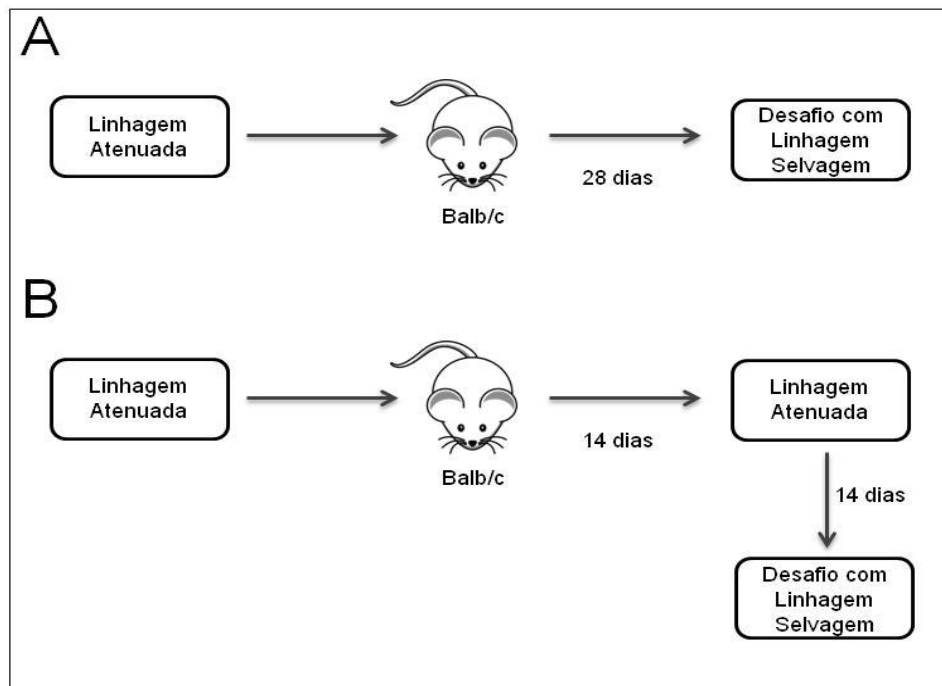 A
Linhagem
Atenuada
Balb/c
28 dias
Desafio com
Linhagem
Selvagem
B
Linhagem
Atenuada
Balb/c
14 dias
Linhagem
Atenuada
14 dias
Desafio com
Linhagem
Selvagem